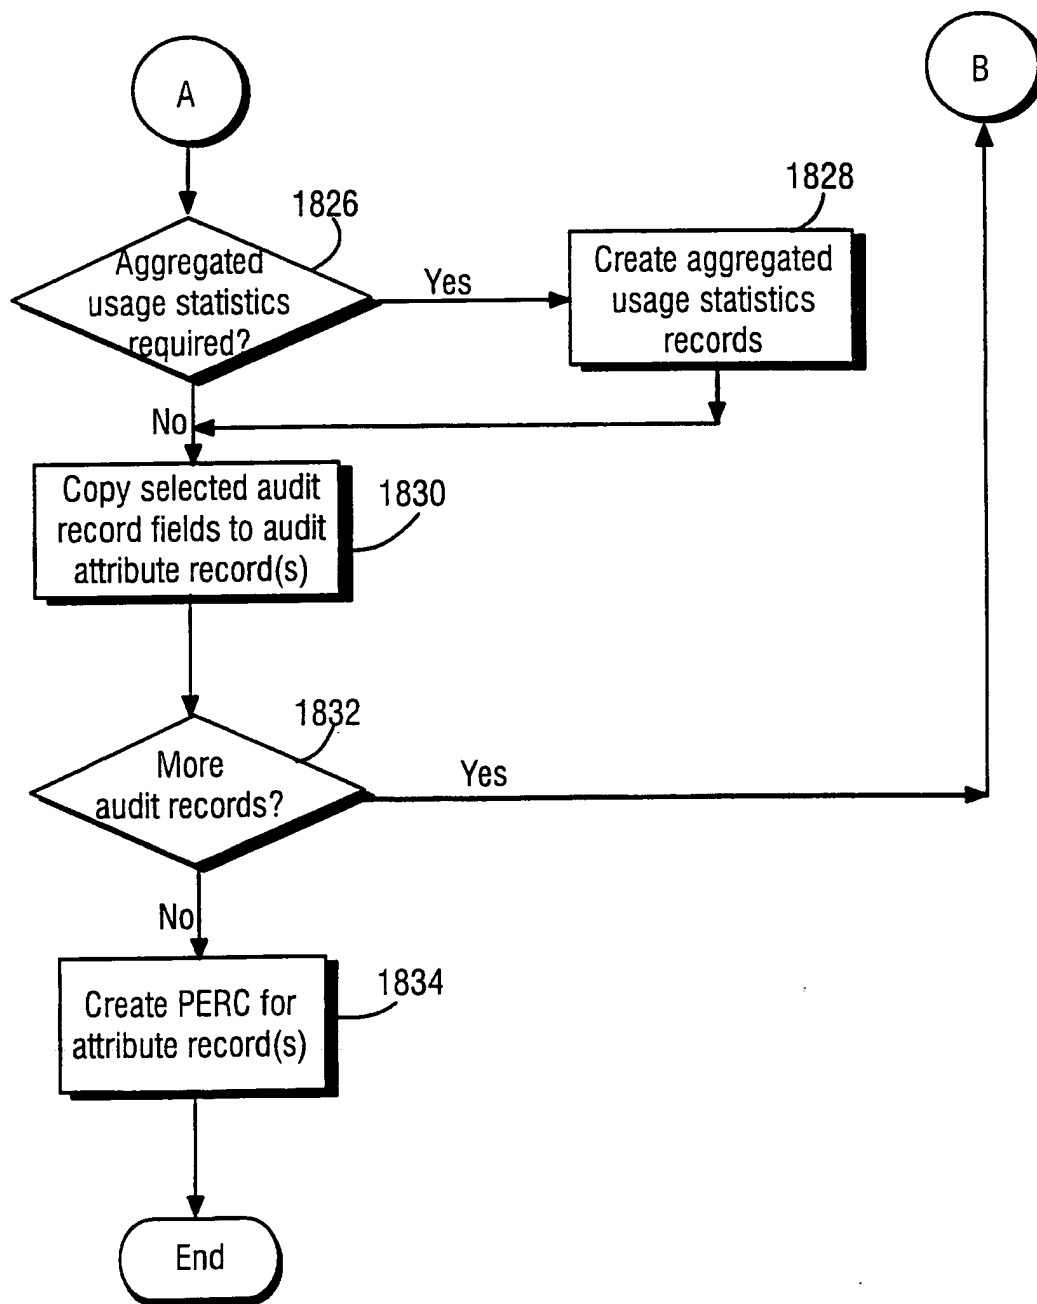 A
B
1826
Aggregated
usage statistics
required?
Yes
1828
Create aggregated
usage statistics
records
No
Copy selected audit
record fields to audit
attribute record(s)
1830
1832
More
audit records?
Yes
No
Create PERC for
attribute record(s)
1834
End